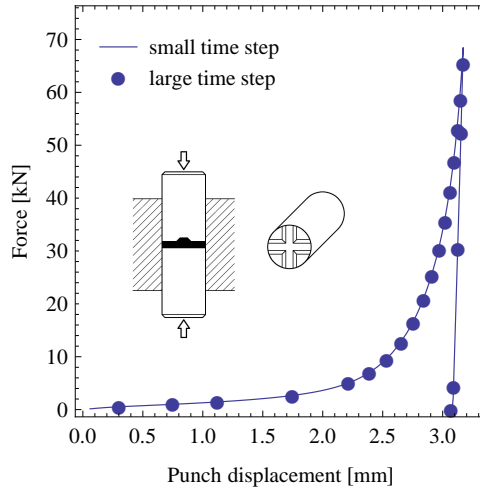 small time step
large time step
Force [kN]
70
60
50
40
30
20
10
0
0.0 0.5 1.0 1.5 2.0 2.5 3.0
Punch displacement [mm]